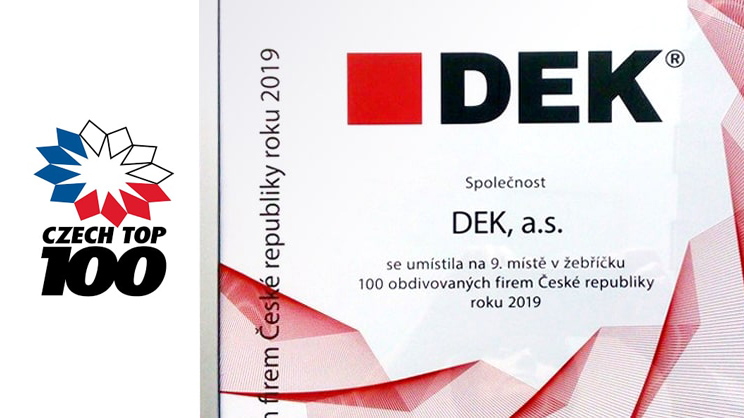 CZECH TOP
100
firem České republiky roku 2019
DEK®
Společnost
DEK, a.s.
se umístila na 9. místě v žebříčku
100 obdivovaných firem České republiky
roku 2019